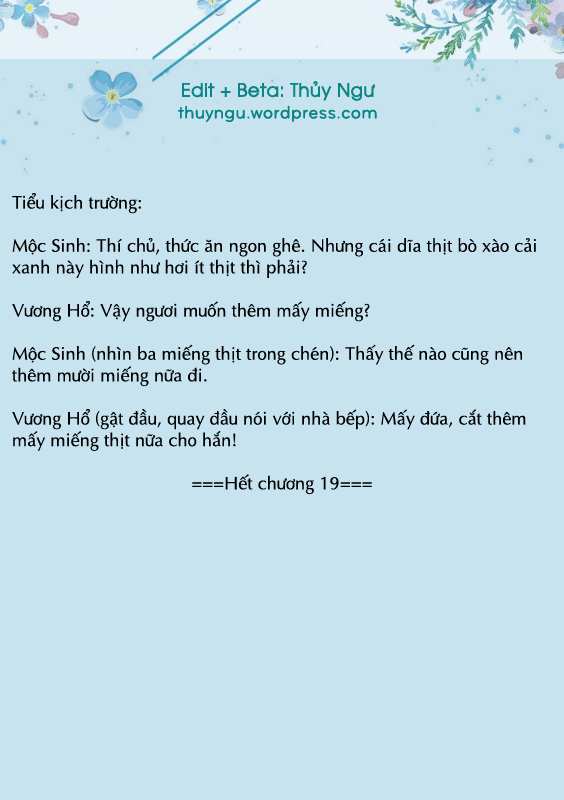 Edit + Beta: Thủy Ngư
thuyngu.wordpress.com
Tiểu kịch trường:
Mộc Sinh: Thí chủ, thức ăn ngon ghê. Nhưng cái dĩa thịt bò xào cải
xanh này hình như hơi ít thịt thì phải?
Vương Hổ: Vậy ngươi muốn thêm mấy miếng?
Mộc Sinh (nhìn ba miếng thịt trong chén): Thấy thế nào cũng nên
thêm mười miếng nữa đi.
Vương Hổ (gật đầu, quay đầu nói với nhà bếp): Mấy đứa, cắt thêm
mấy miếng thịt nữa cho hắn!
===Hết chương 19===